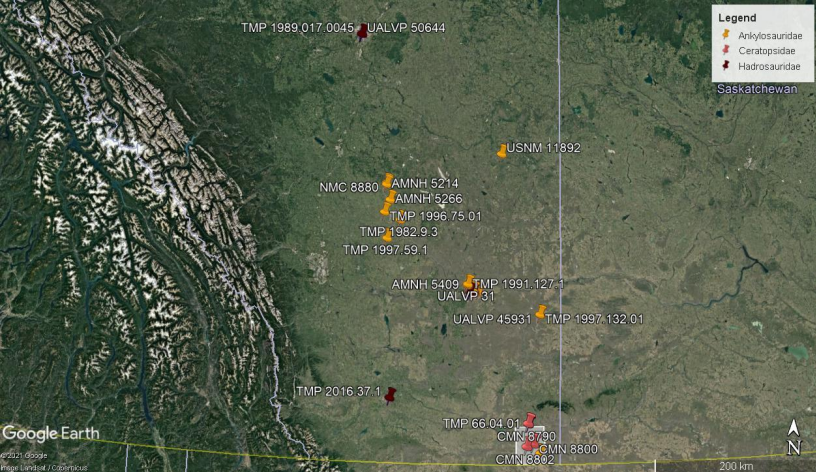 TMP 1989.017.0045 UALVP 50644
Legend
Ankylosauridae
Ceratopsidae
Hadrosauridae
Saskatchewan
USNM 11892
NMC 8880 AMNH 5214
AMNH 5266
TMP 1996.75.01
TMP 1982.9.3
TMP 1997.59.1
AMNH 5409 TMP 1991.127.1
UALVP 31
UALVP 45931 TMP 1997.132.01
TMP 2016.37.1
TMP 66.04.01
CMN 8790
CMN 8800
CMN 8802
Google Earth
©2021 Google
Image Landsat / Copernicus
N
200 km